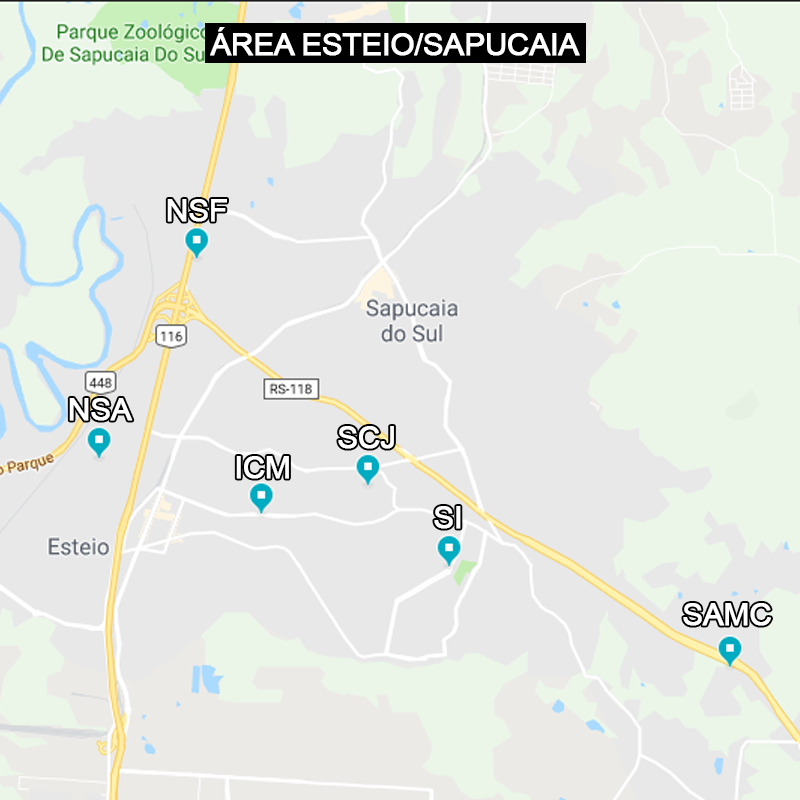 Parque Zoológico
De Sapucaia Do Su
ÁREA ESTEIO/SAPUCAIA
NSF
Sapucaia
do Sul
116
448
RS-118
NSA
SCJ
o Parque
ICM
SI
Esteio
SAMC